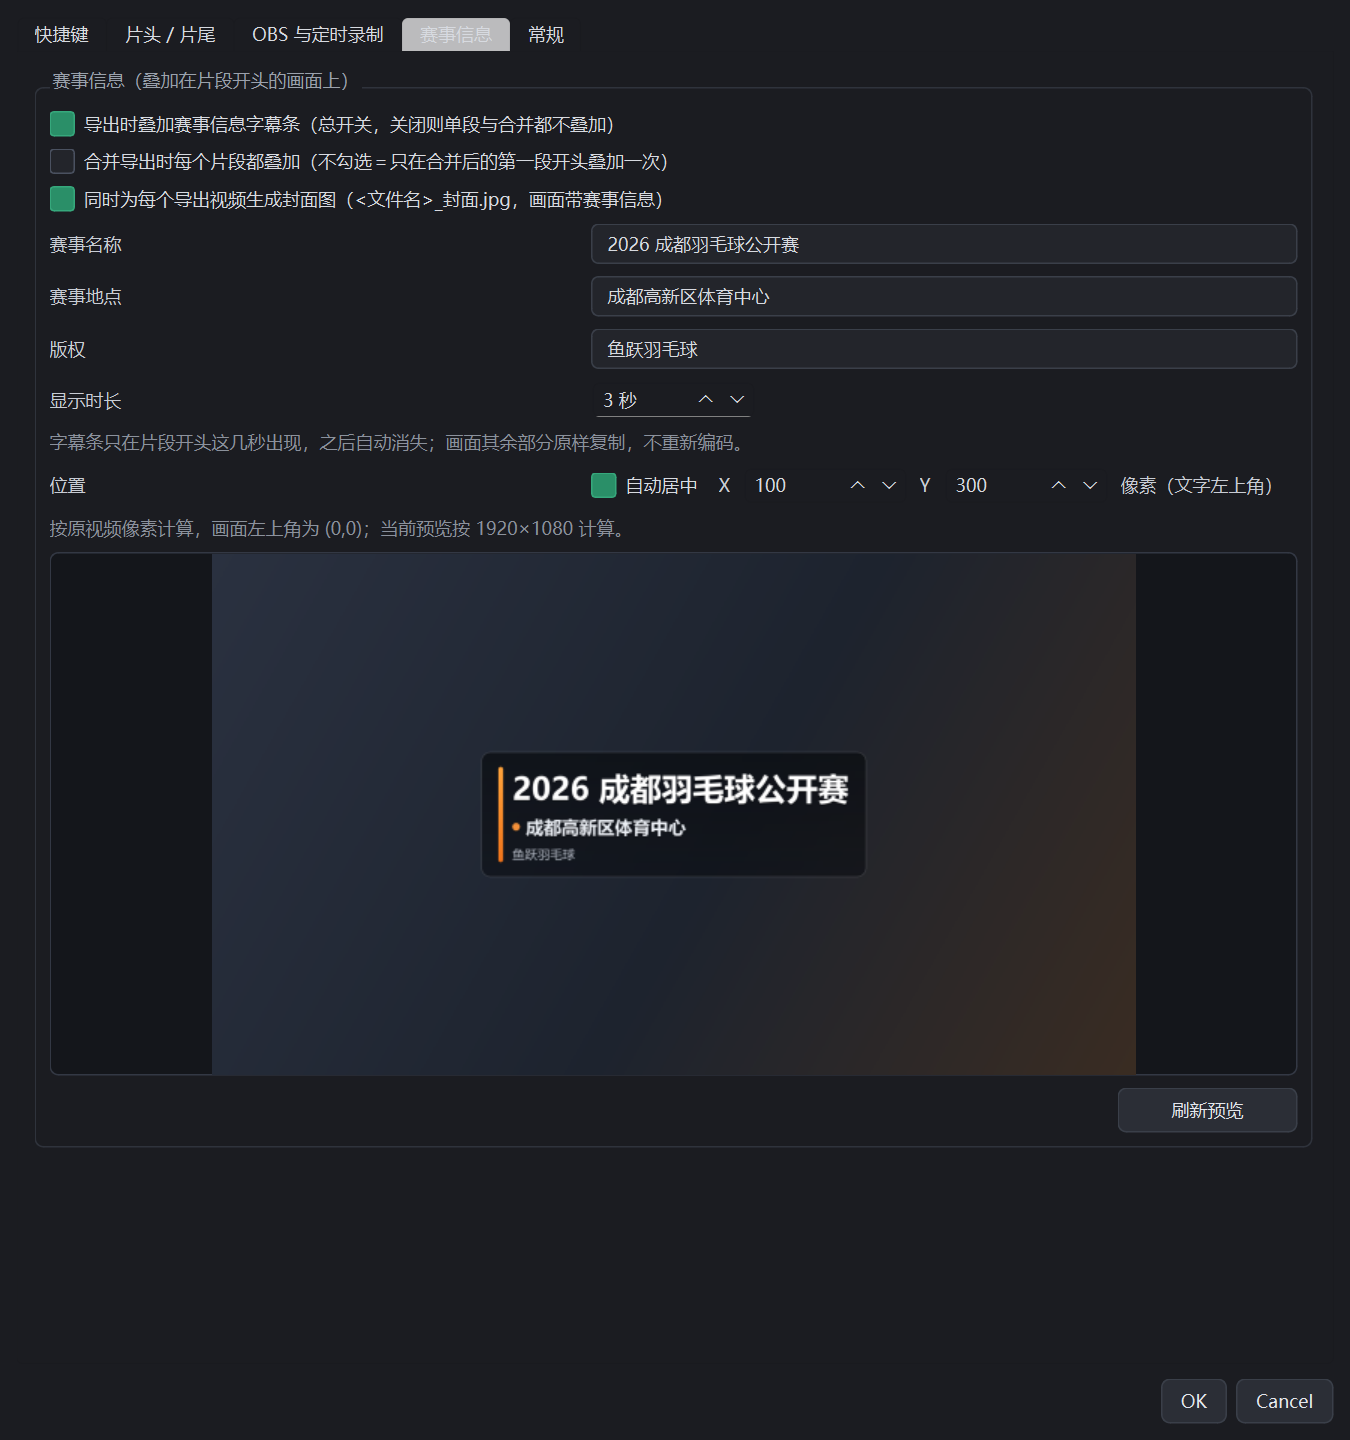 快捷键 片头 / 片尾 OBS 与定时录制 赛事信息 常规
赛事信息（叠加在片段开头的画面上）
导出时叠加赛事信息字幕条（总开关，关闭则单段与合并都不叠加）
合并导出时每个片段都叠加（不勾选 = 只在合并后的第一段开头叠加一次）
同时为每个导出视频生成封面图（<文件名>_封面.jpg，画面带赛事信息）
赛事名称 2026 成都羽毛球公开赛
赛事地点 成都高新区体育中心
版权 鱼跃羽毛球
显示时长 3 秒
字幕条只在片段开头这几秒出现，之后自动消失；画面其余部分原样复制，不重新编码。
位置 自动居中 X 100 Y 300 像素（文字左上角）
按原视频像素计算，画面左上角为 (0,0)；当前预览按 1920×1080 计算。
2026 成都羽毛球公开赛
成都高新区体育中心
鱼跃羽毛球
刷新预览
OK Cancel